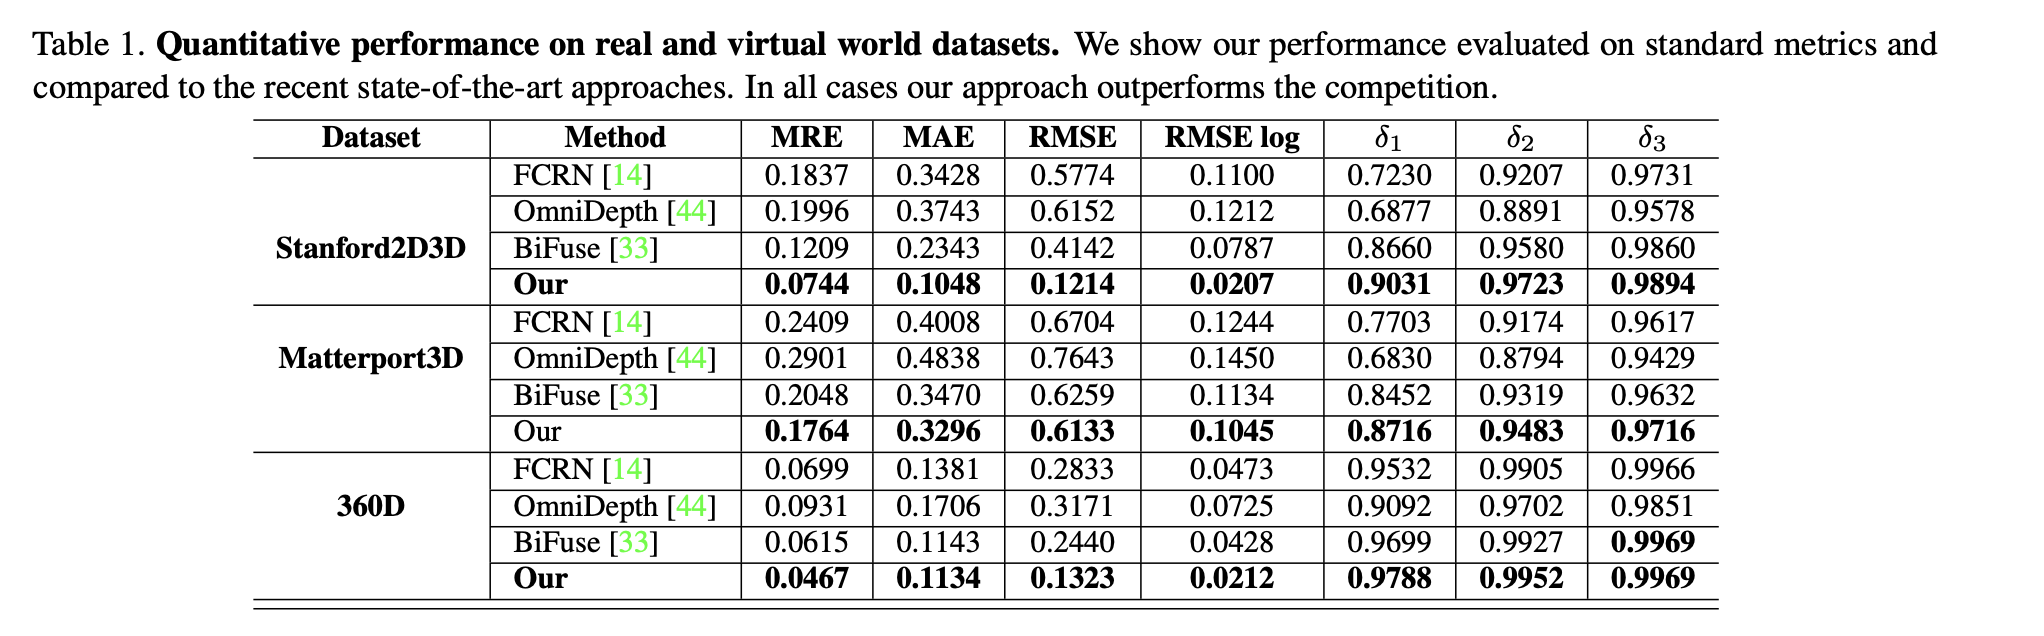 Table 1. Quantitative performance on real and virtual world datasets. We show our performance evaluated on standard metrics and
compared to the recent state-of-the-art approaches. In all cases our approach outperforms the competition.
Dataset Method MRE MAE RMSE RMSE log δ1 δ2 δ3
Stanford2D3D
FCRN [14] 0.1837 0.3428 0.5774 0.1100 0.7230 0.9207 0.9731
OmniDepth [44] 0.1996 0.3743 0.6152 0.1212 0.6877 0.8891 0.9578
BiFuse [33] 0.1209 0.2343 0.4142 0.0787 0.8660 0.9580 0.9860
Our 0.0744 0.1048 0.1214 0.0207 0.9031 0.9723 0.9894
Matterport3D
FCRN [14] 0.2409 0.4008 0.6704 0.1244 0.7703 0.9174 0.9617
OmniDepth [44] 0.2901 0.4838 0.7643 0.1450 0.6830 0.8794 0.9429
BiFuse [33] 0.2048 0.3470 0.6259 0.1134 0.8452 0.9319 0.9632
Our 0.1764 0.3296 0.6133 0.1045 0.8716 0.9483 0.9716
360D
FCRN [14] 0.0699 0.1381 0.2833 0.0473 0.9532 0.9905 0.9966
OmniDepth [44] 0.0931 0.1706 0.3171 0.0725 0.9092 0.9702 0.9851
BiFuse [33] 0.0615 0.1143 0.2440 0.0428 0.9699 0.9927 0.9969
Our 0.0467 0.1134 0.1323 0.0212 0.9788 0.9952 0.9969